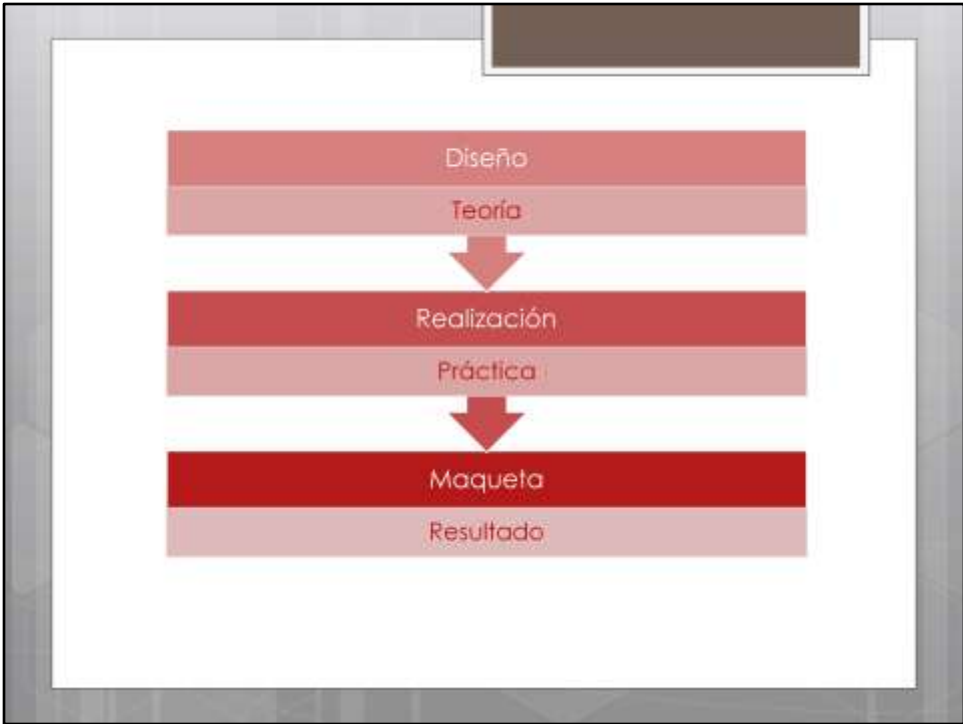 Diseño
Teoría
Realización
Práctica
Maqueta
Resultado